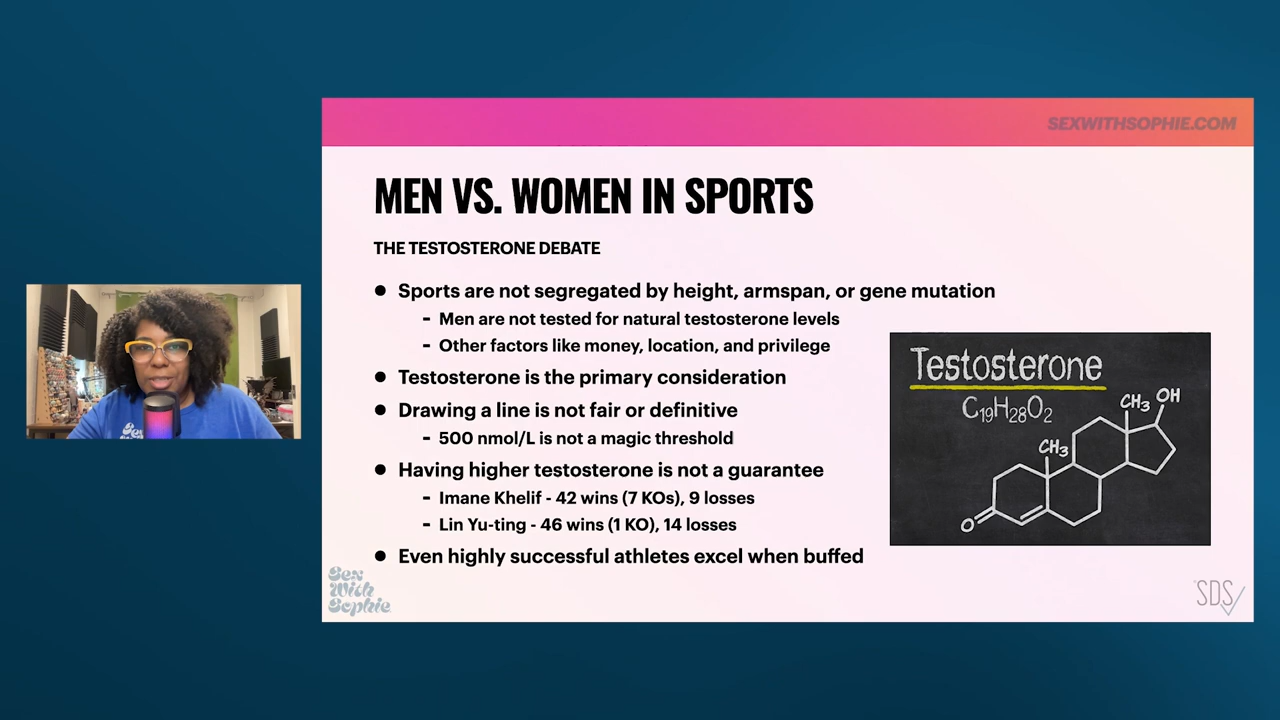 SEXWITHSOPHIE.COM
MEN VS. WOMEN IN SPORTS
THE TESTOSTERONE DEBATE
● Sports are not segregated by height, armspan, or gene mutation
- Men are not tested for natural testosterone levels
- Other factors like money, location, and privilege
● Testosterone is the primary consideration
● Drawing a line is not fair or definitive
- 500 nmol/L is not a magic threshold
● Having higher testosterone is not a guarantee
- Imane Khelif - 42 wins (7 KOs), 9 losses
- Lin Yu-ting - 46 wins (1 KO), 14 losses
● Even highly successful athletes excel when buffed
Testosterone
C₁₉H₂₈O₂
CH₃
OH
CH₃
O
Sex
With
Sophie
SDS